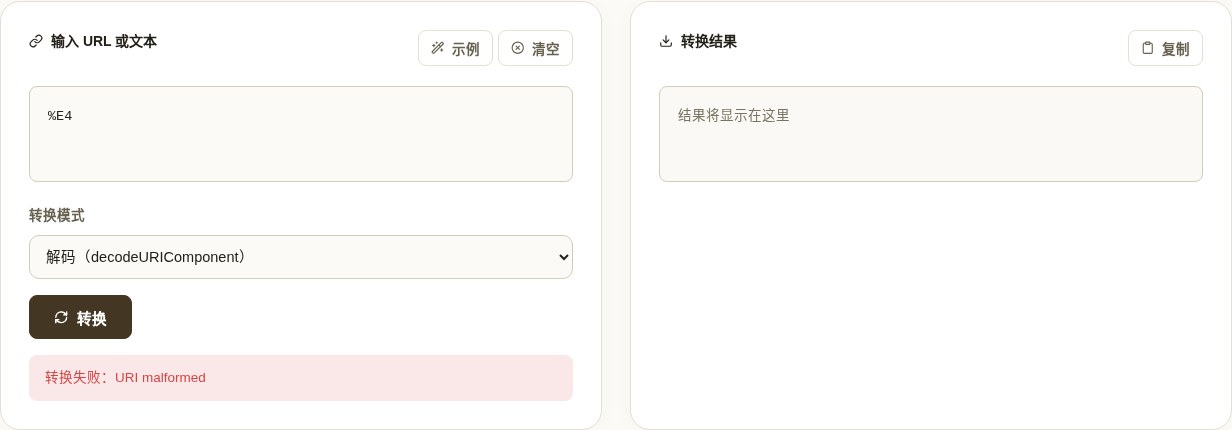 输入 URL 或文本
示例
清空
%E4
转换模式
解码（decodeURIComponent）
转换
转换失败：URI malformed
转换结果
复制
结果将显示在这里